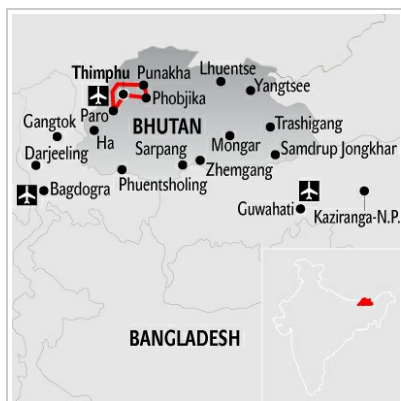 Thimphu Punakha
Lhuentse
Yangtsee
Phobjika
Paro
Gangtok
BHUTAN
Trashigang
Ha
Sarpang
Mongar
Samdrup Jongkhar
Darjeeling
Zhemgang
Phuentsholing
Bagdogra
Guwahati
Kaziranga-N.P.
BANGLADESH